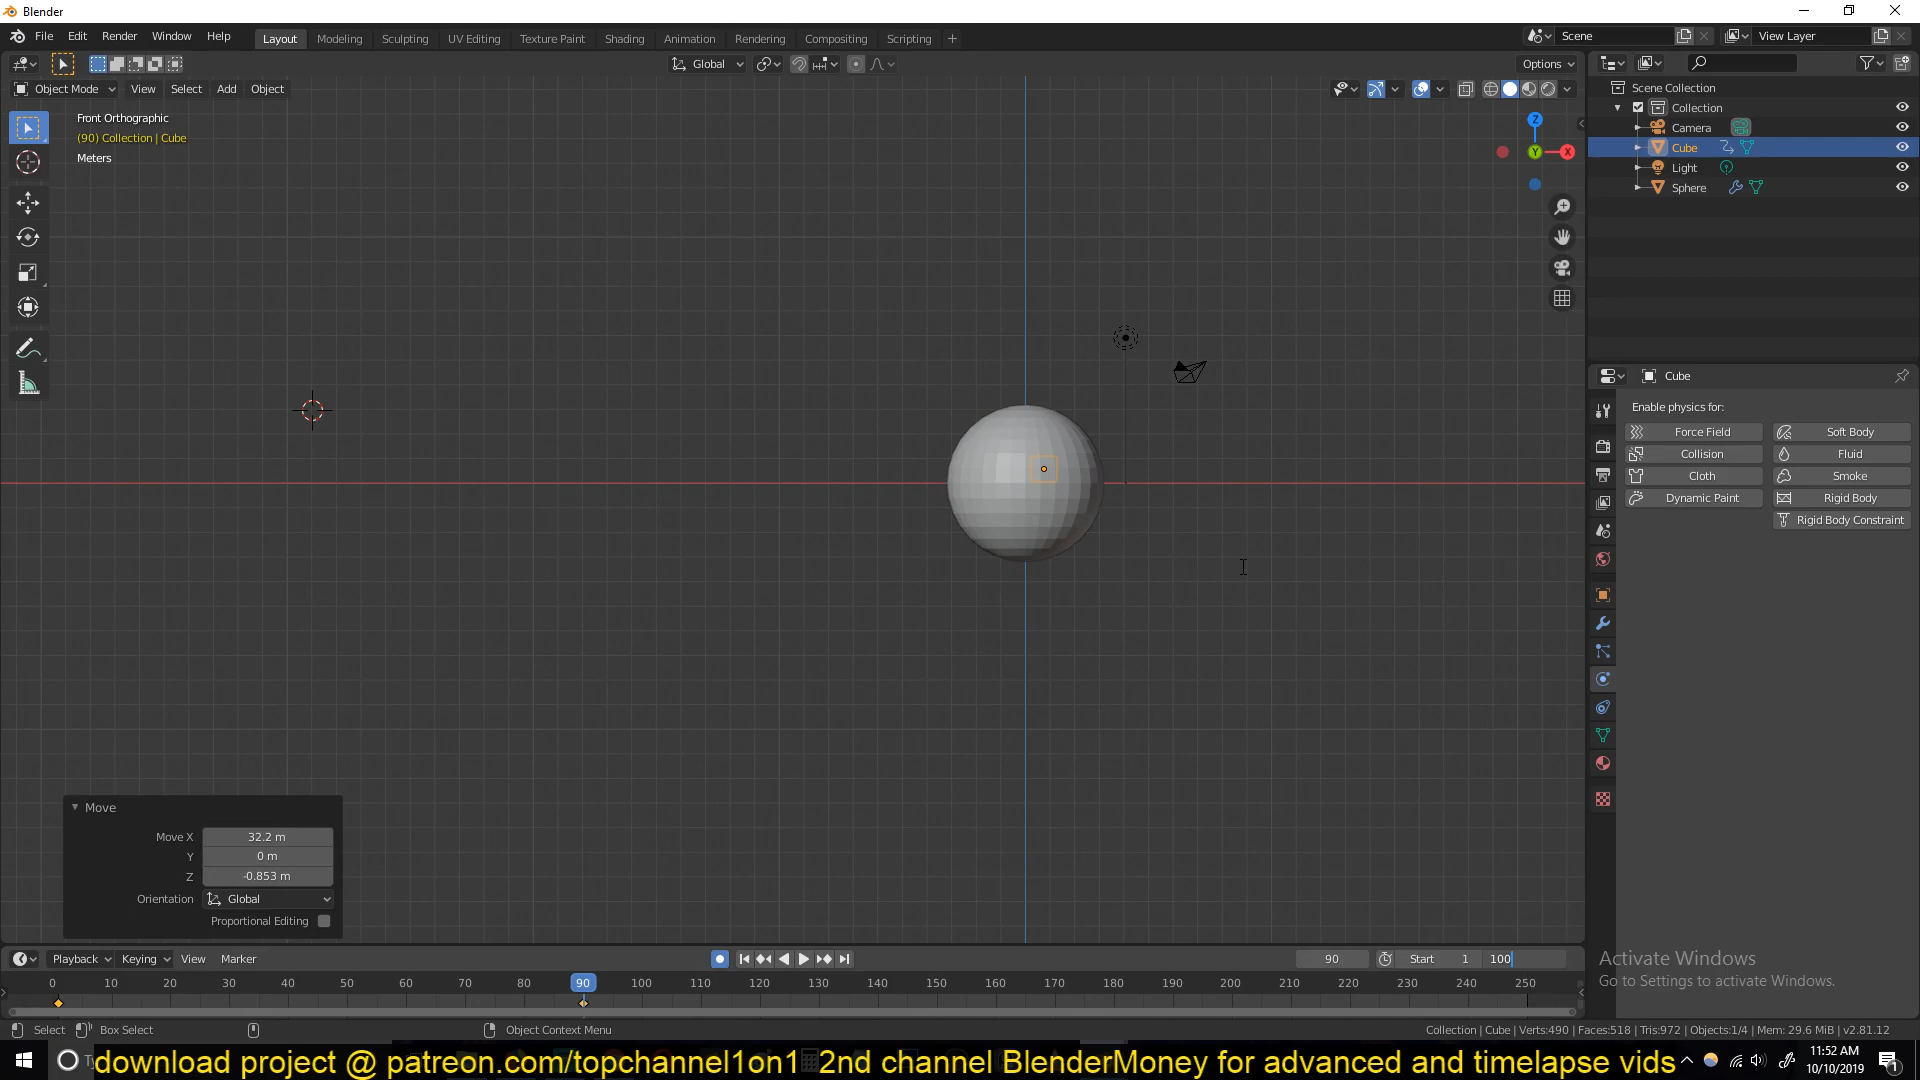 Blender
File Edit Render Window Help
Layout Modeling Sculpting UV Editing Texture Paint Shading Animation Rendering Compositing Scripting +
Scene
View Layer
Global
Options
Object Mode View Select Add Object
Front Orthographic
(90) Collection | Cube
Meters
Z
Y
X
Scene Collection
Collection
Camera
Cube
Light
Sphere
Cube
Enable physics for:
Force Field Soft Body
Collision Fluid
Cloth Smoke
Dynamic Paint Rigid Body
Rigid Body Constraint
Move
Move X 32.2 m
Y 0 m
Z -0.853 m
Orientation Global
Proportional Editing
Playback Keying View Marker
90 Start 1 100
0 10 20 30 40 50 60 70 80 90 100 110 120 130 140 150 160 170 180 190 200 210 220 230 240 250
Activate Windows
Go to Settings to activate Windows.
Select Box Select Object Context Menu
Collection | Cube | Verts:490 | Faces:518 | Tris:972 | Objects:1/4 | Mem: 29.6 MiB | v2.81.12
download project @ patreon.com/topchannel1on1 2nd channel BlenderMoney for advanced and timelapse vids
11:52 AM
10/10/2019
1